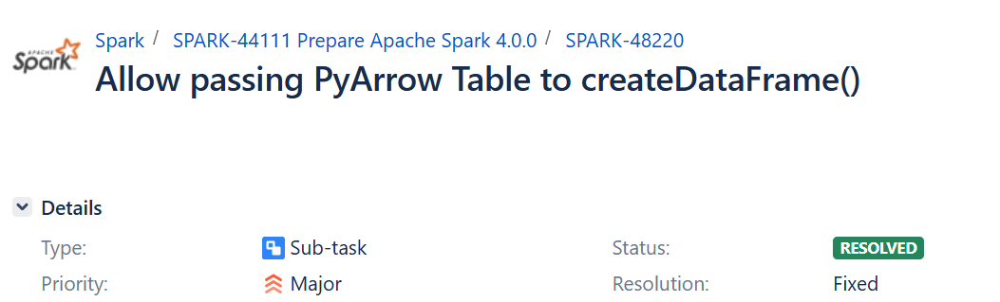 APACHE Spark
Spark / SPARK-44111 Prepare Apache Spark 4.0.0 / SPARK-48220
Allow passing PyArrow Table to createDataFrame()
Details
Type: Sub-task Status: RESOLVED
Priority: Major Resolution: Fixed